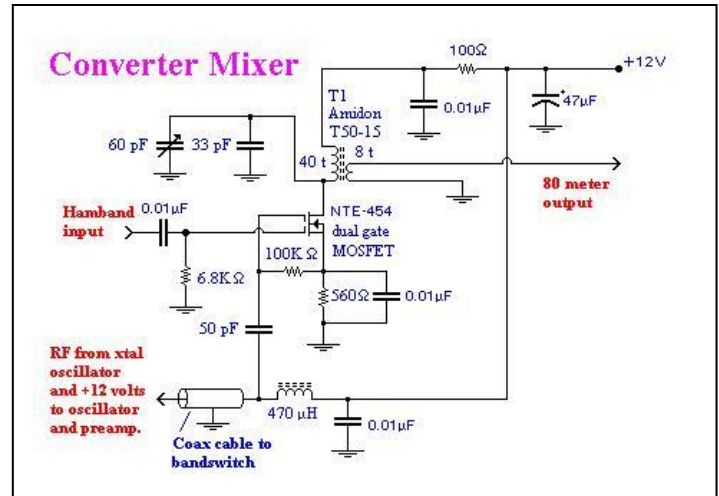 Converter Mixer
100Ω
+12V
T1
Amidon
T50-15
0.01μF
+
47μF
60 pF
33 pF
40 t
8 t
80 meter
output
Hamband
input
0.01μF
NTE-454
dual gate
MOSFET
100K Ω
6.8K Ω
560Ω
0.01μF
50 pF
RF from xtal
oscillator
and +12 volts
to oscillator
and preamp.
470 μH
0.01μF
Coax cable to
bandswitch